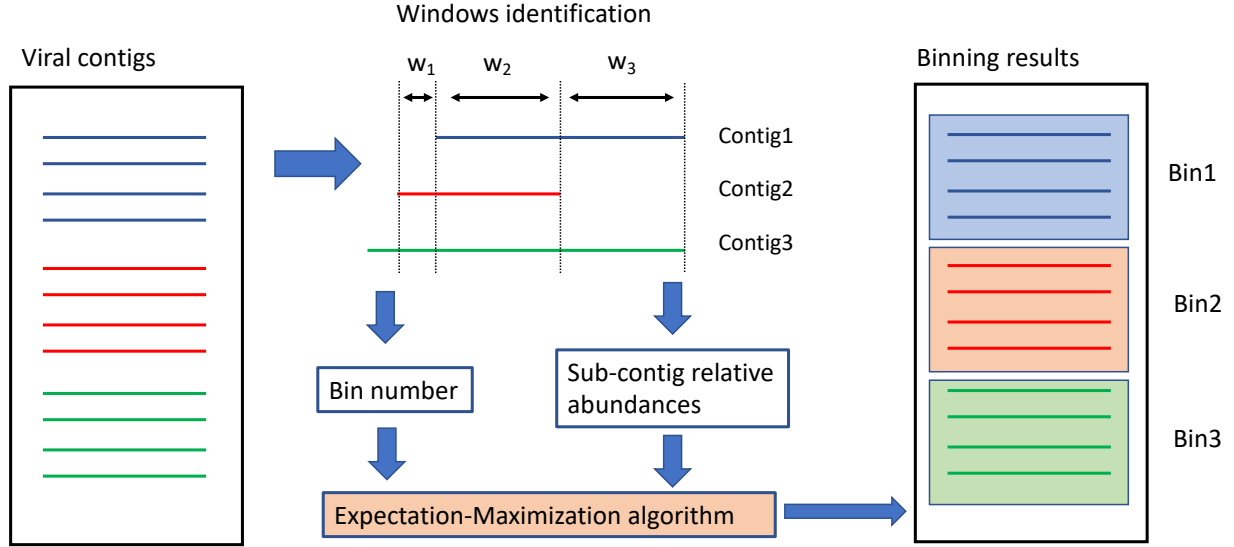 Windows identification
Viral contigs
w₁
w₂
w₃
Binning results
Contig1
Contig2
Contig3
Bin1
Bin2
Bin3
Bin number
Sub-contig relative
abundances
Expectation-Maximization algorithm